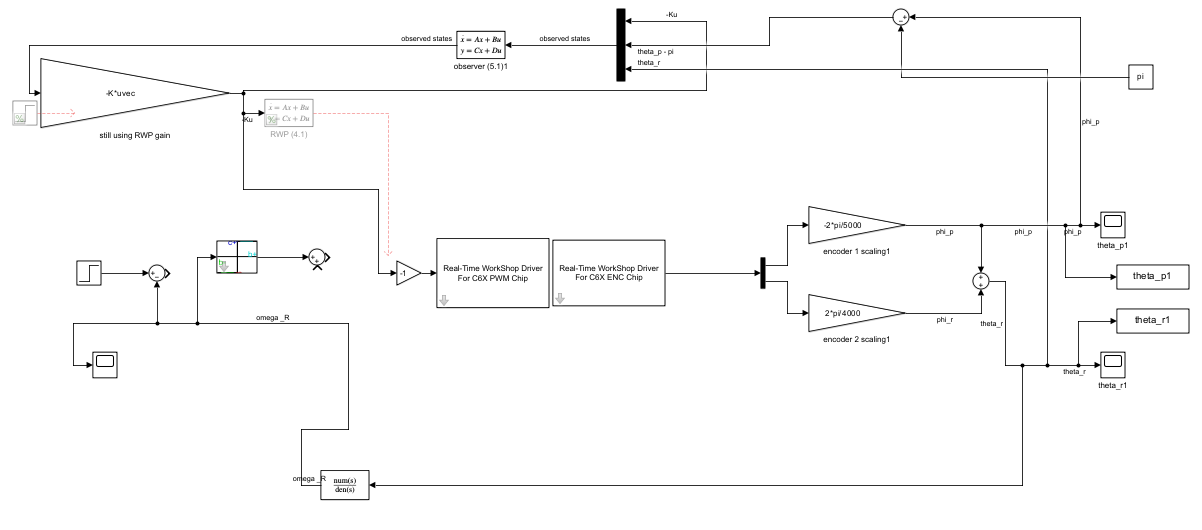 -Ku
observed states
ẋ = Ax + Bu
y = Cx + Du
observed states
observer (5.1)1
theta_p - pi
theta_r
pi
-K*uvec
still using RWP gain
-Ku
ẋ = Ax + Bu
y = Cx + Du
RWP (4.1)
phi_p
-2*pi/5000
encoder 1 scaling1
phi_p
phi_p
phi_p
theta_p1
theta_p1
-1
Real-Time WorkShop Driver
For C6X PWM Chip
Real-Time WorkShop Driver
For C6X ENC Chip
2*pi/4000
encoder 2 scaling1
phi_r
theta_r
theta_r1
theta_r
theta_r1
omega _R
omega _R
num(s)
den(s)